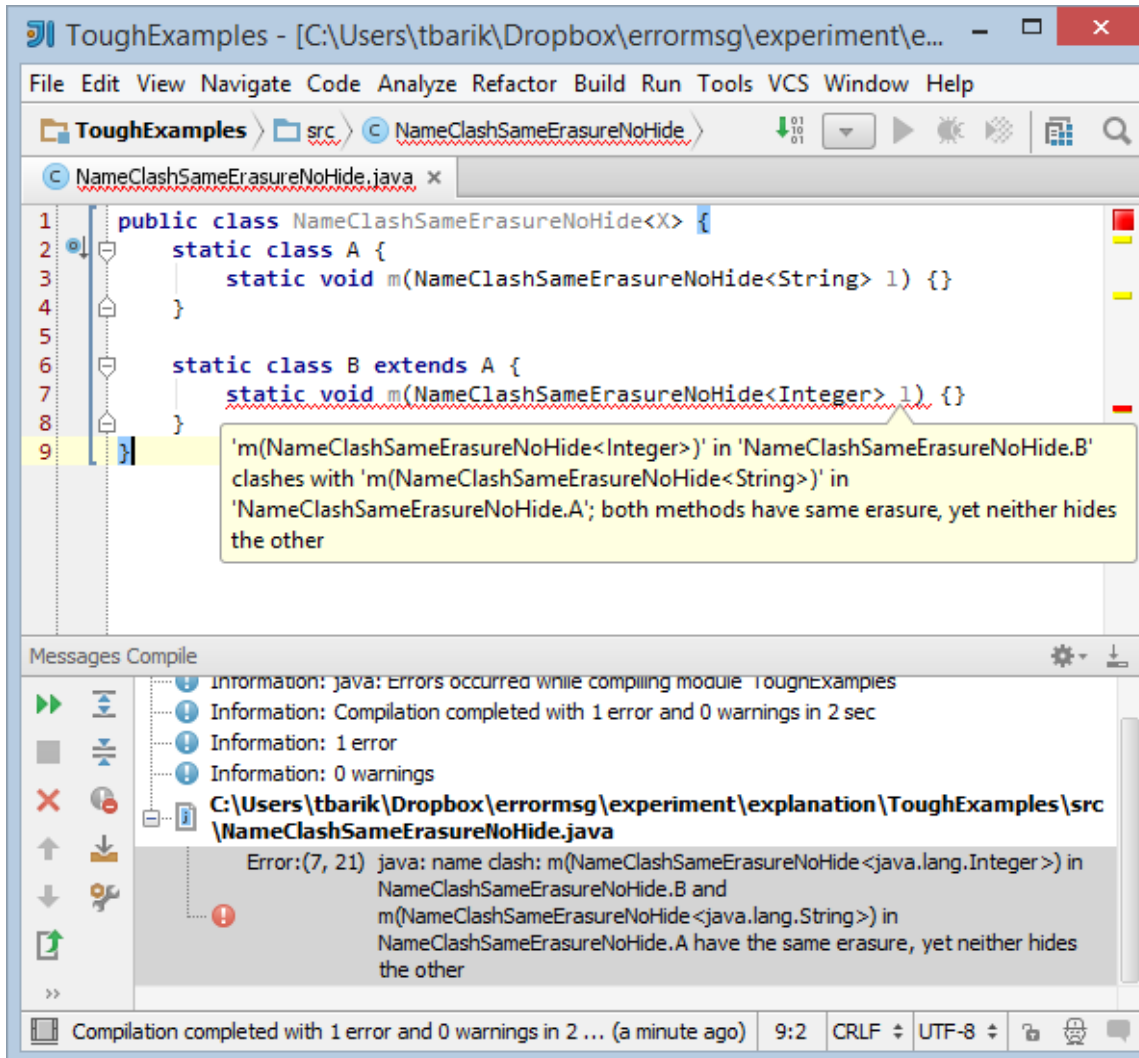 ToughExamples - [C:\Users\tbarik\Dropbox\errormsg\experiment\e...
File Edit View Navigate Code Analyze Refactor Build Run Tools VCS Window Help
ToughExamples src NameClashSameErasureNoHide
NameClashSameErasureNoHide.java ×
1 public class NameClashSameErasureNoHide<X> {
2 static class A {
3 static void m(NameClashSameErasureNoHide<String> l) {}
4 }
5
6 static class B extends A {
7 static void m(NameClashSameErasureNoHide<Integer> l) {}
8 }
9 }
'm(NameClashSameErasureNoHide<Integer>)' in 'NameClashSameErasureNoHide.B'
clashes with 'm(NameClashSameErasureNoHide<String>)' in
'NameClashSameErasureNoHide.A'; both methods have same erasure, yet neither hides
the other
Messages Compile
Information: java: Errors occurred while compiling module 'ToughExamples'
Information: Compilation completed with 1 error and 0 warnings in 2 sec
Information: 1 error
Information: 0 warnings
C:\Users\tbarik\Dropbox\errormsg\experiment\explanation\ToughExamples\src
\NameClashSameErasureNoHide.java
Error:(7, 21) java: name clash: m(NameClashSameErasureNoHide<java.lang.Integer>) in
NameClashSameErasureNoHide.B and
m(NameClashSameErasureNoHide<java.lang.String>) in
NameClashSameErasureNoHide.A have the same erasure, yet neither hides
the other
Compilation completed with 1 error and 0 warnings in 2 ... (a minute ago) 9:2 CRLF UTF-8